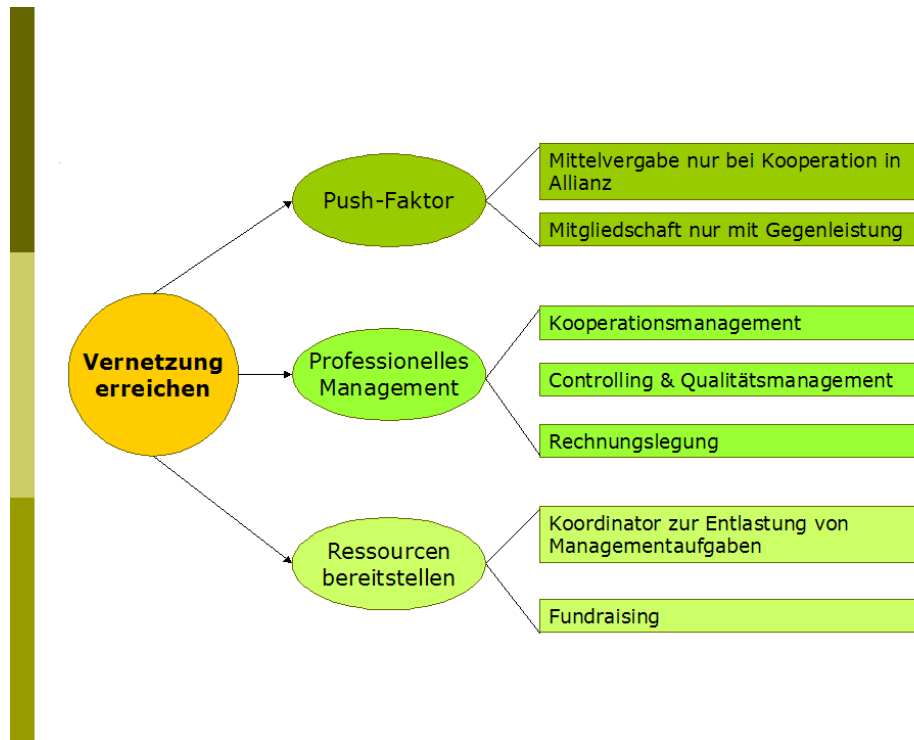 Vernetzung
erreichen
Push-Faktor
Mittelvergabe nur bei Kooperation in
Allianz
Mitgliedschaft nur mit Gegenleistung
Professionelles
Management
Kooperationsmanagement
Controlling & Qualitätsmanagement
Rechnungslegung
Ressourcen
bereitstellen
Koordinator zur Entlastung von
Managementaufgaben
Fundraising